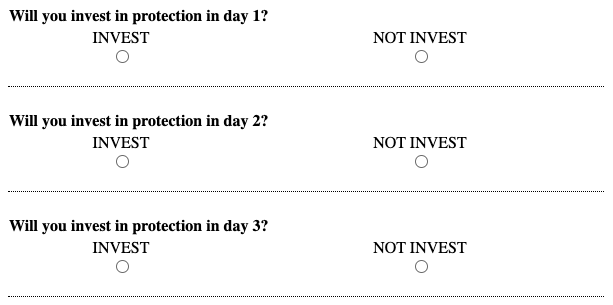 Will you invest in protection in day 1?
INVEST NOT INVEST
Will you invest in protection in day 2?
INVEST NOT INVEST
Will you invest in protection in day 3?
INVEST NOT INVEST